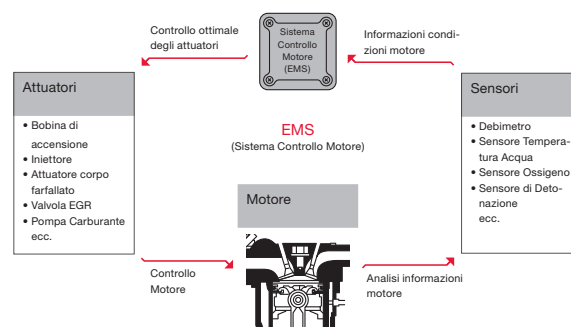 Controllo ottimale
degli attuatori
Sistema
Controllo
Motore
(EMS)
Informazioni condi-
zioni motore
Attuatori
• Bobina di
accensione
• Iniettore
• Attuatore corpo
farfallato
• Valvola EGR
• Pompa Carburante
ecc.
EMS
(Sistema Controllo Motore)
Sensori
• Debimetro
• Sensore Tempera-
tura Acqua
• Sensore Ossigeno
• Sensore di Deto-
nazione
ecc.
Motore
Controllo
Motore
Analisi informazioni
motore